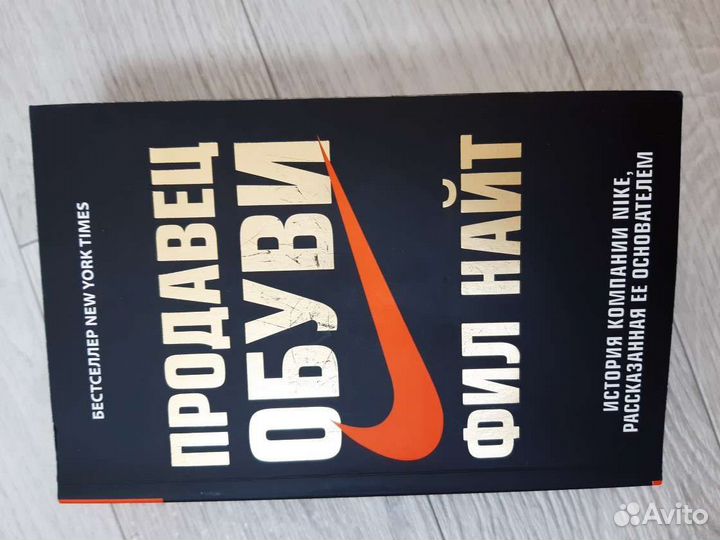 БЕСТСЕЛЛЕР NEW YORK TIMES
ПРОДАВЕЦ
ОБУВИ
ФИЛ НАЙТ
ИСТОРИЯ КОМПАНИИ NIKE,
РАССКАЗАННАЯ ЕЕ ОСНОВАТЕЛЕМ
Avito